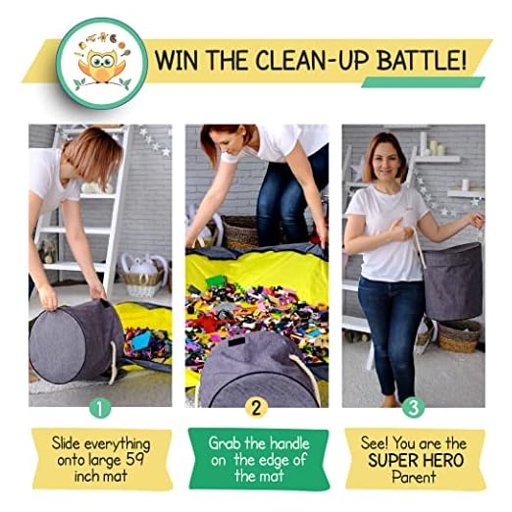 WIN THE CLEAN-UP BATTLE!
1
Slide everything
onto large 59
inch mat
2
Grab the handle
on the edge of
the mat
3
See! You are the
SUPER HERO
Parent